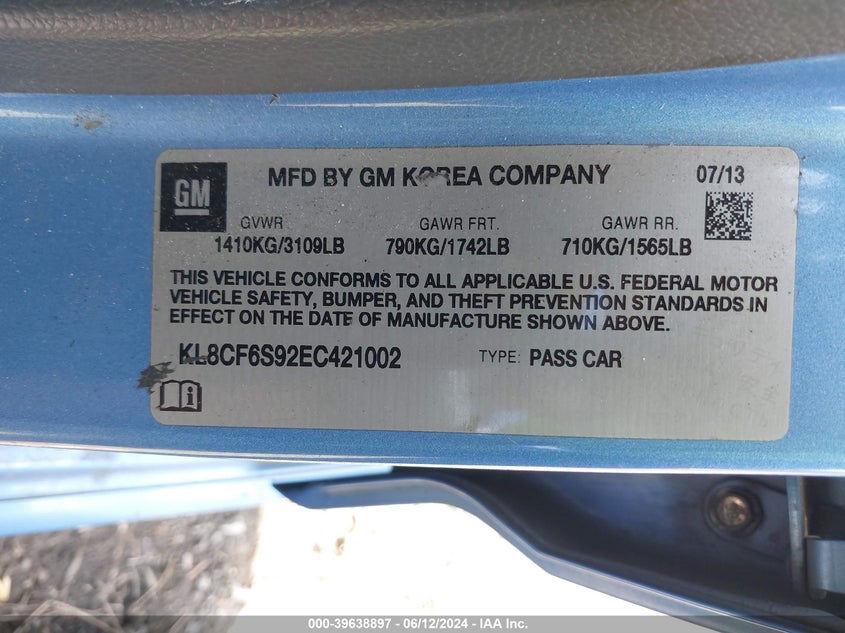 GM
MFD BY GM KOREA COMPANY 07/13
GVWR GAWR FRT. GAWR RR.
1410KG/3109LB 790KG/1742LB 710KG/1565LB
THIS VEHICLE CONFORMS TO ALL APPLICABLE U.S. FEDERAL MOTOR
VEHICLE SAFETY, BUMPER, AND THEFT PREVENTION STANDARDS IN
EFFECT ON THE DATE OF MANUFACTURE SHOWN ABOVE.
KL8CF6S92EC421002 TYPE: PASS CAR
000-39638897 - 06/12/2024 - IAA Inc.